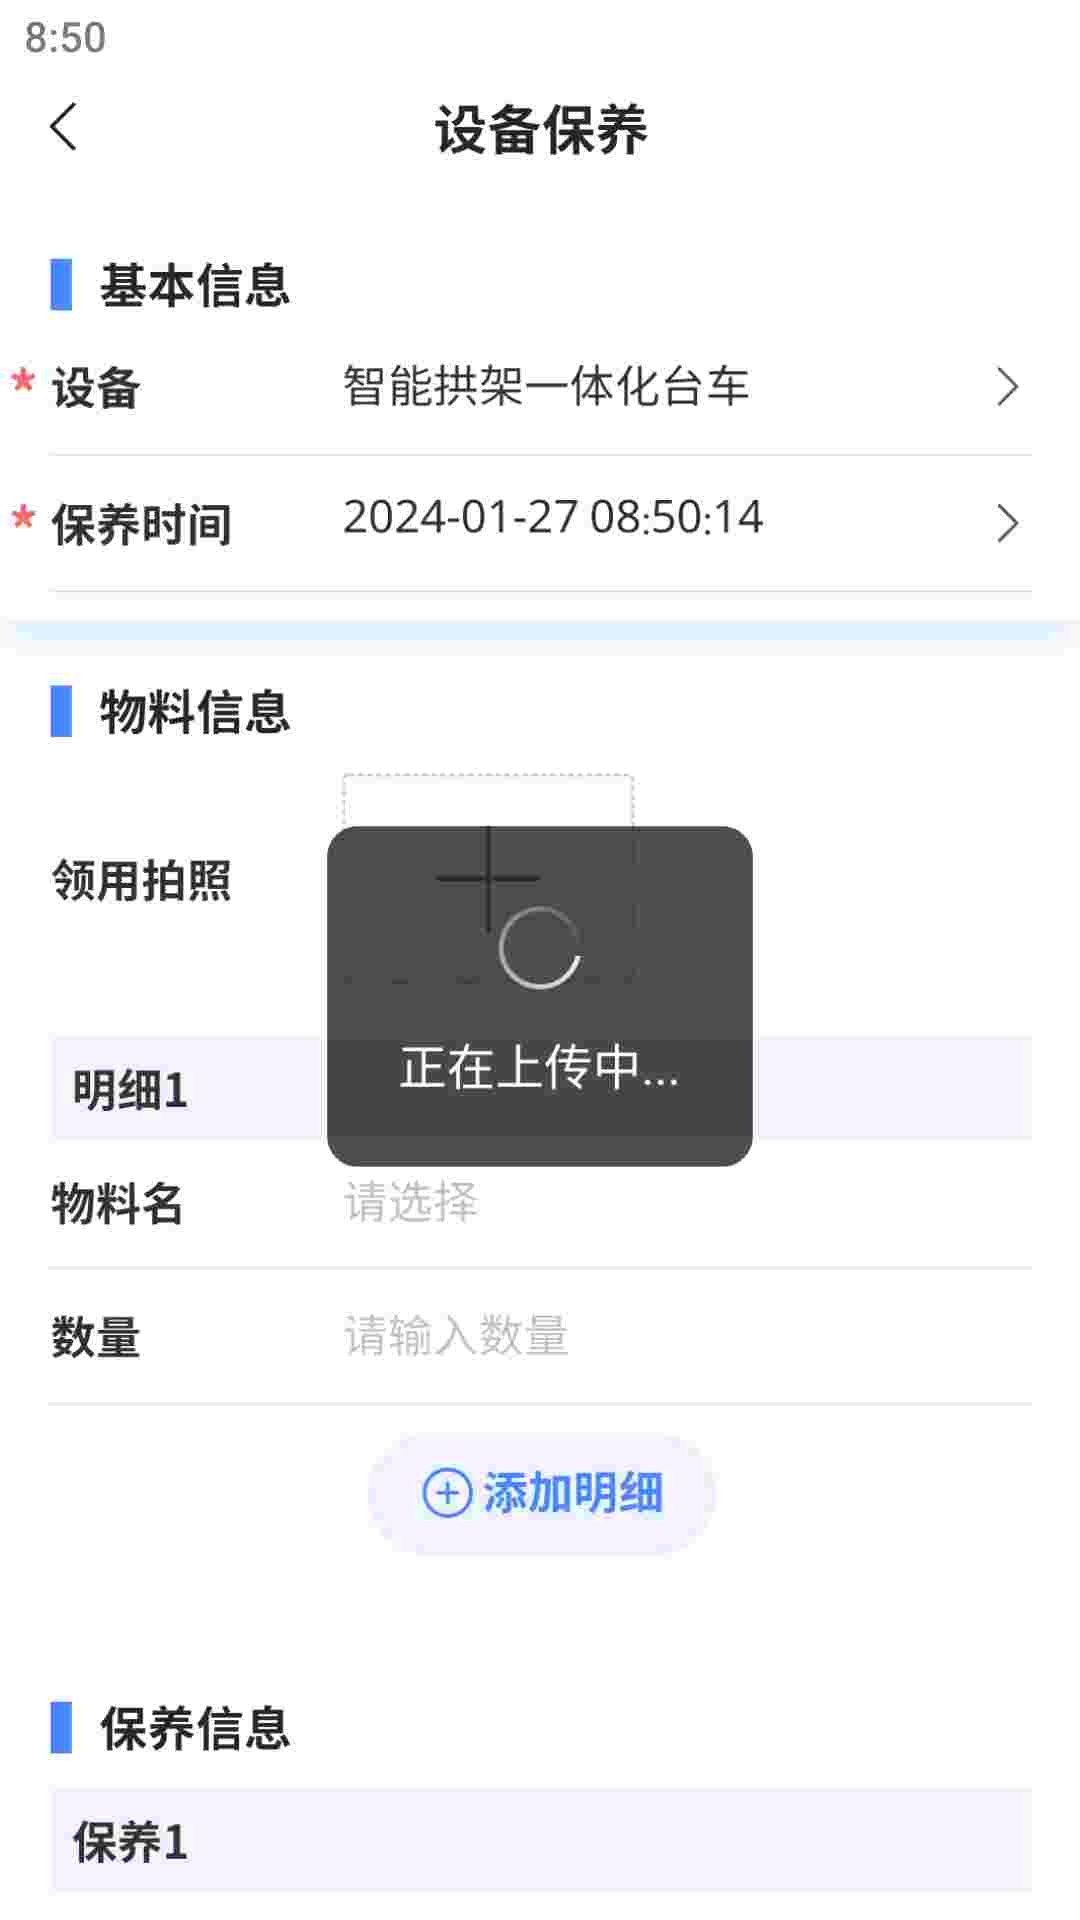 8:50
设备保养
基本信息
* 设备 智能拱架一体化台车
* 保养时间 2024-01-27 08:50:14
物料信息
领用拍照
正在上传中...
明细1
物料名 请选择
数量 请输入数量
添加明细
保养信息
保养1